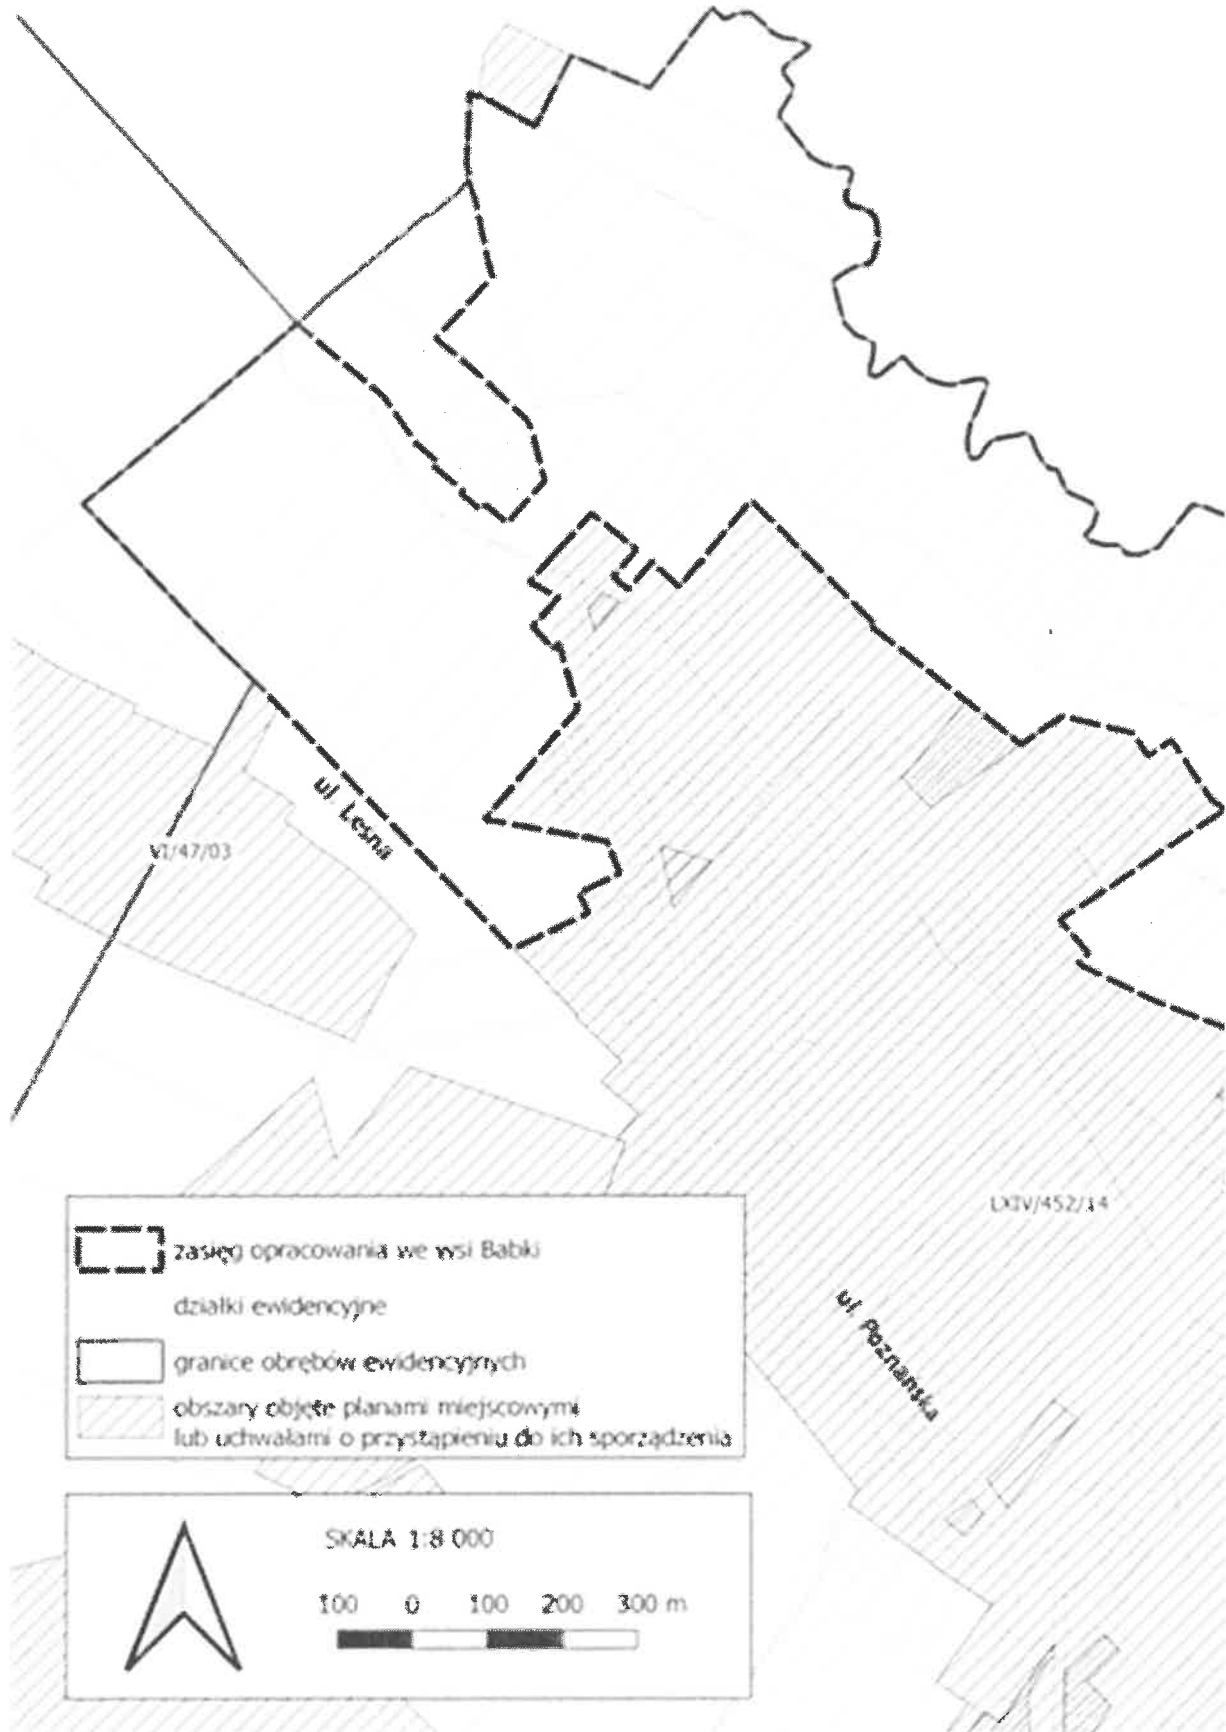 ul. Leśna
VI/47/03
LXIV/452/14
zasięg opracowania we wsi Babki
działki ewidencyjne
granice obrębów ewidencyjnych
obszary objęte planami miejscowymi
lub uchwałami o przystąpieniu do ich sporządzenia
ul. Poznańska
SKALA 1:8 000
100 0 100 200 300 m